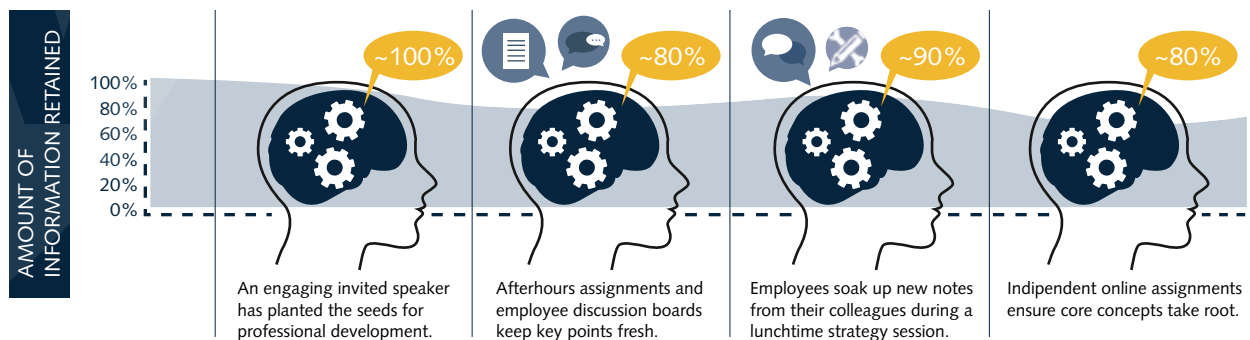 AMOUNT OF
INFORMATION RETAINED
100%
80%
60%
40%
20%
0%
~100%
An engaging invited speaker
has planted the seeds for
professional development.
~80%
Afterhours assignments and
employee discussion boards
keep key points fresh.
~90%
Employees soak up new notes
from their colleagues during a
lunchtime strategy session.
~80%
Indipendent online assignments
ensure core concepts take root.